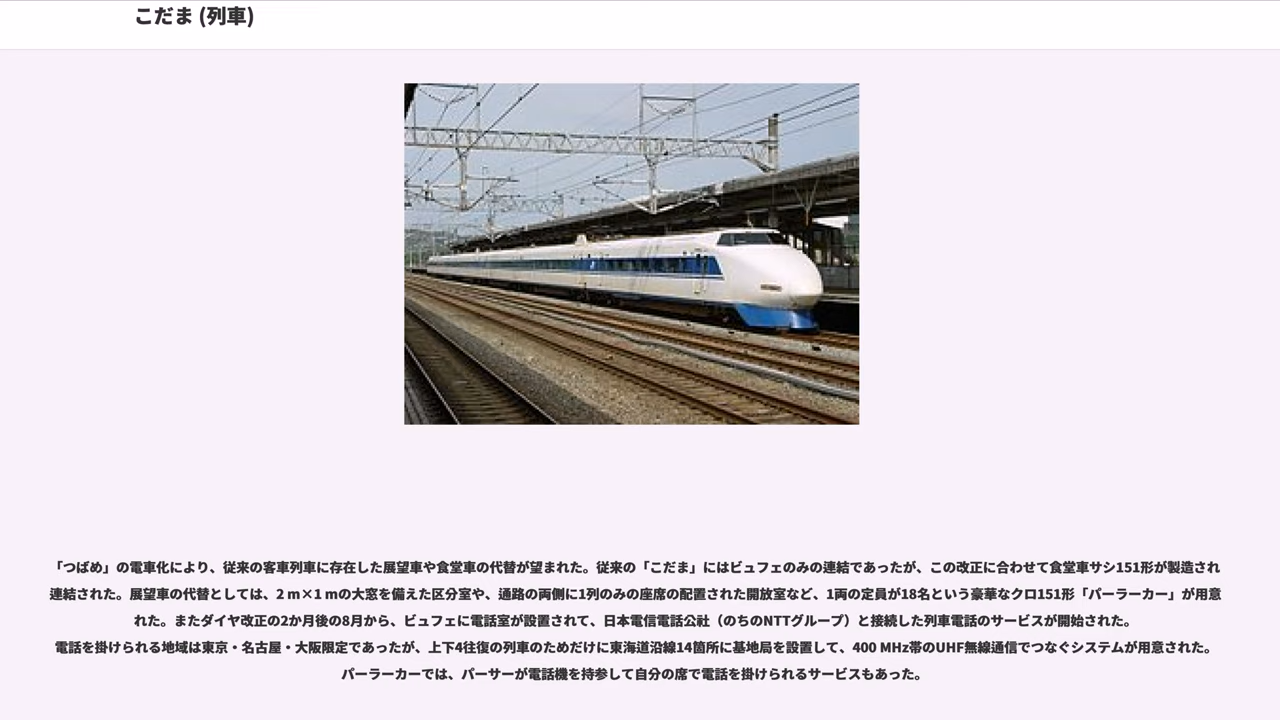 こだま (列車)
「つばめ」の電車化により、従来の客車列車に存在した展望車や食堂車の代替が望まれた。従来の「こだま」にはビュフェのみの連結であったが、この改正に合わせて食堂車サシ151形が製造され
連結された。展望車の代替としては、2 m×1 mの大窓を備えた区分室や、通路の両側に1列のみの座席の配置された開放室など、1両の定員が18名という豪華なクロ151形「パーラーカー」が用意
れた。またダイヤ改正の2か月後の8月から、ビュフェに電話室が設置されて、日本電信電話公社（のちのNTTグループ）と接続した列車電話のサービスが開始された。
電話を掛けられる地域は東京・名古屋・大阪限定であったが、上下4往復の列車のためだけに東海道沿線14箇所に基地局を設置して、400 MHz帯のUHF無線通信でつなぐシステムが用意された。
パーラーカーでは、パーサーが電話機を持参して自分の席で電話を掛けられるサービスもあった。